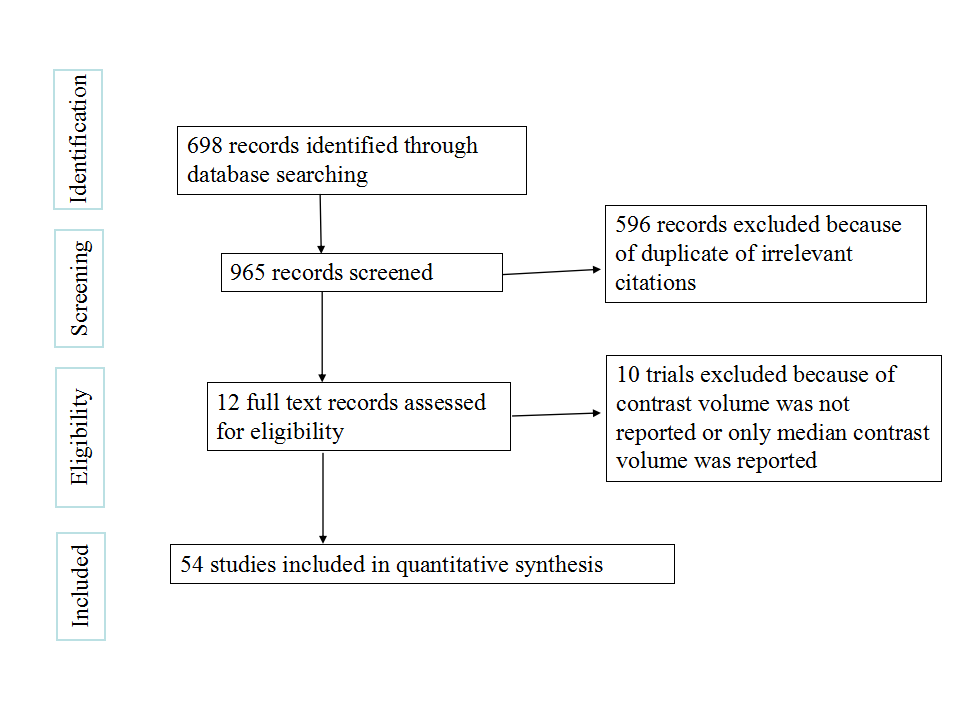 Identification
698 records identified through
database searching
596 records excluded because
of duplicate of irrelevant
citations
Screening
965 records screened
10 trials excluded because of
contrast volume was not
reported or only median contrast
volume was reported
Eligibility
12 full text records assessed
for eligibility
Included
54 studies included in quantitative synthesis